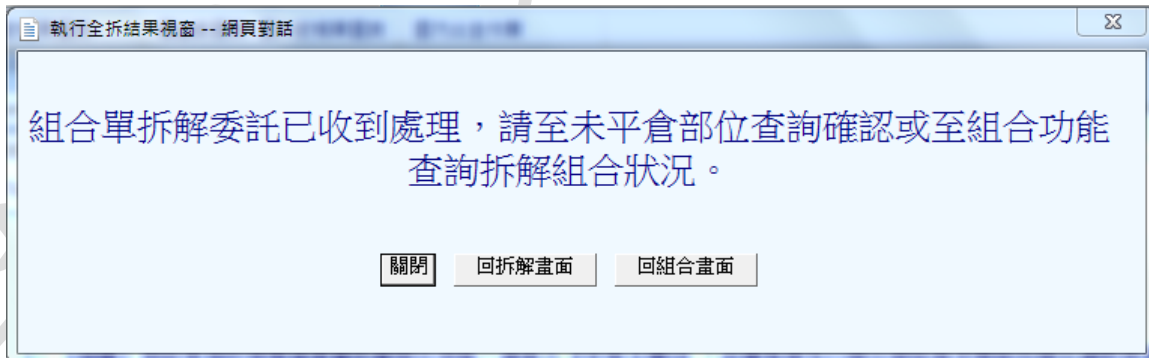 執行全拆結果視窗 -- 網頁對話
組合單拆解委託已收到處理，請至未平倉部位查詢確認或至組合功能
查詢拆解組合狀況。
關閉 回拆解畫面 回組合畫面